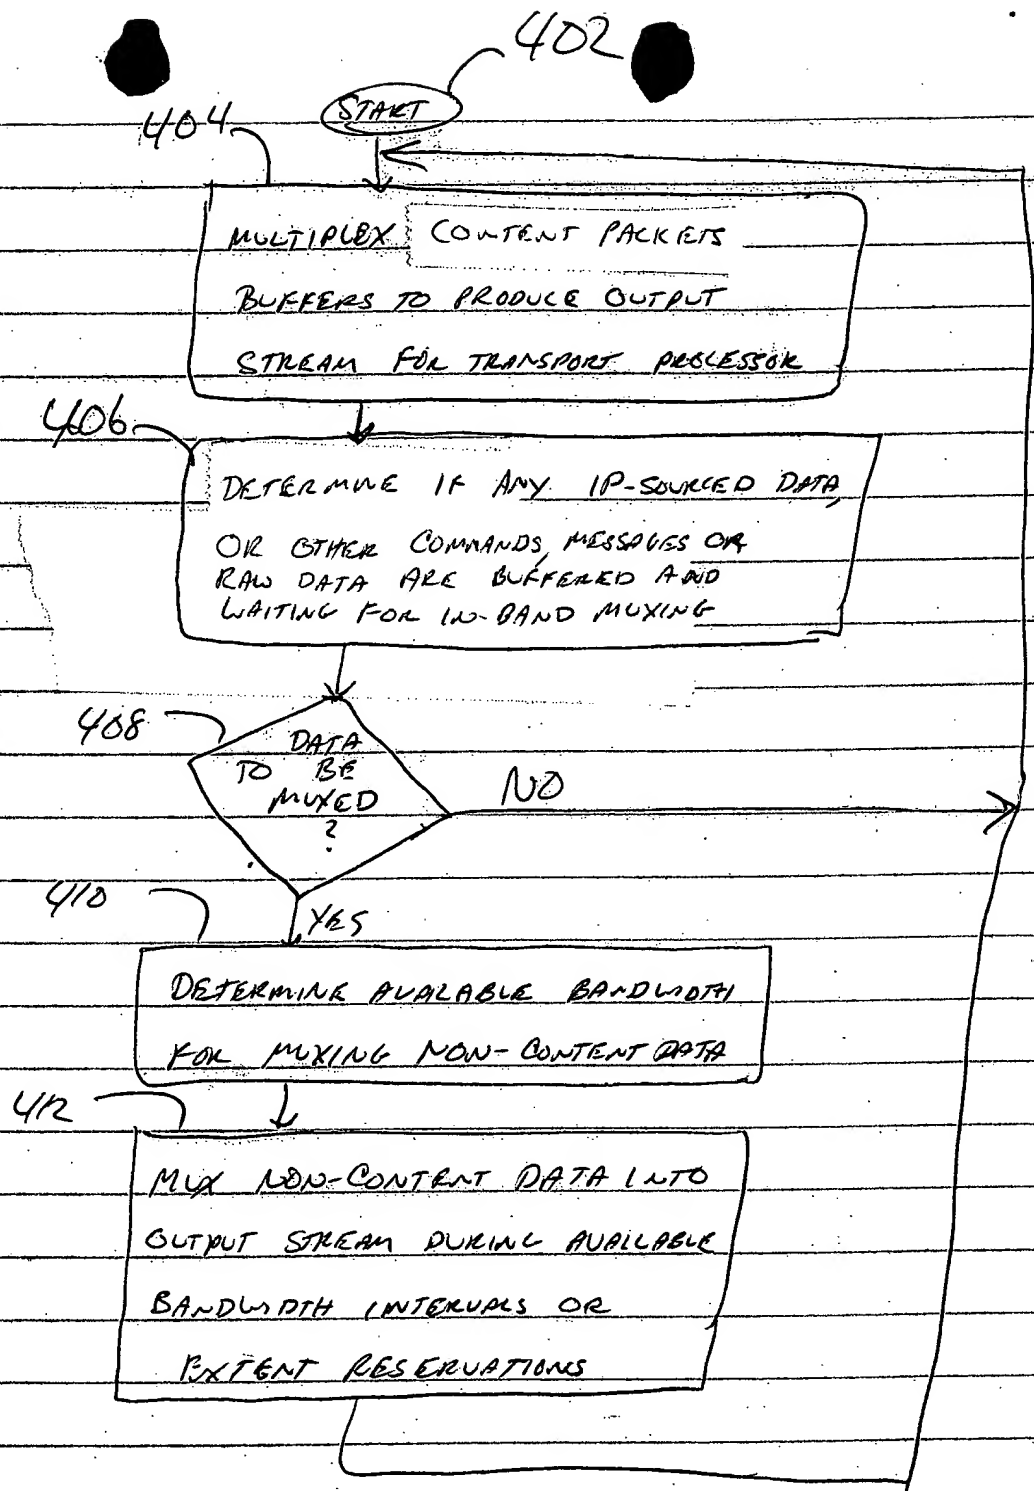 402
START
404
MULTIPLEX CONTENT PACKETS
BUFFERS TO PRODUCE OUTPUT
STREAM FOR TRANSPORT PROCESSOR
406
DETERMINE IF ANY IP-SOURCED DATA,
OR OTHER COMMANDS, MESSAGES OR
RAW DATA ARE BUFFERED AND
WAITING FOR IN-BAND MUXING
408
DATA
TO BE
MUXED
?
NO
410
YES
DETERMINE AVAILABLE BANDWIDTH
FOR MUXING NON-CONTENT DATA
412
MUX NON-CONTENT DATA INTO
OUTPUT STREAM DURING AVAILABLE
BANDWIDTH INTERVALS OR
EXTENT RESERVATIONS